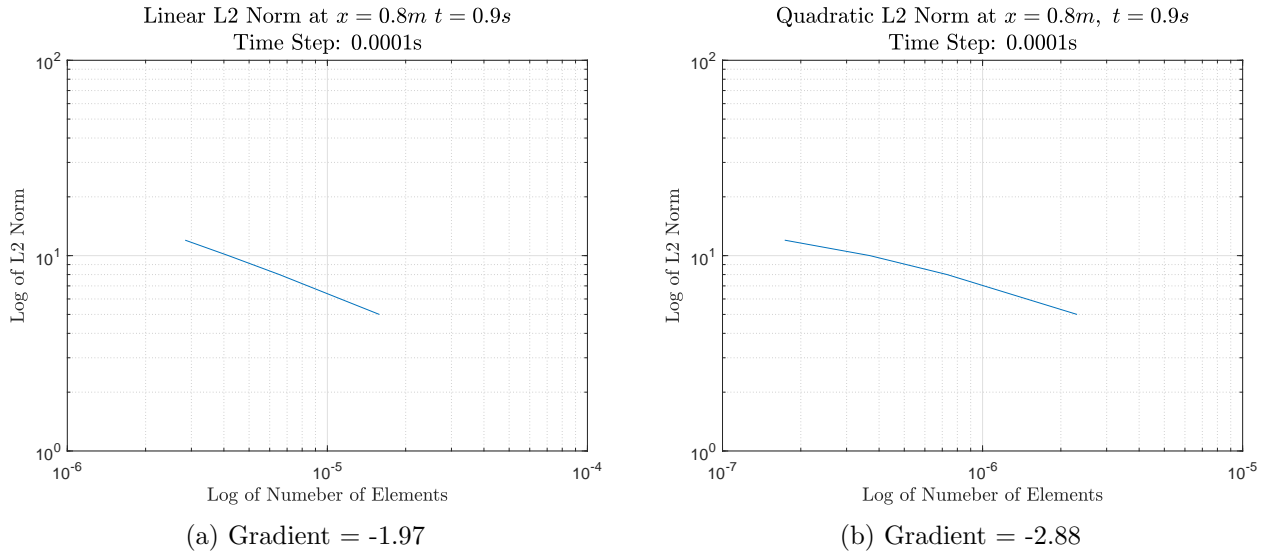 Linear L2 Norm at x = 0.8m t = 0.9s
Time Step: 0.0001s
10^2
10^1
10^0
Log of L2 Norm
10^-6
10^-5
10^-4
Log of Numeber of Elements
(a) Gradient = -1.97
Quadratic L2 Norm at x = 0.8m, t = 0.9s
Time Step: 0.0001s
10^2
10^1
10^0
Log of L2 Norm
10^-7
10^-6
10^-5
Log of Numeber of Elements
(b) Gradient = -2.88